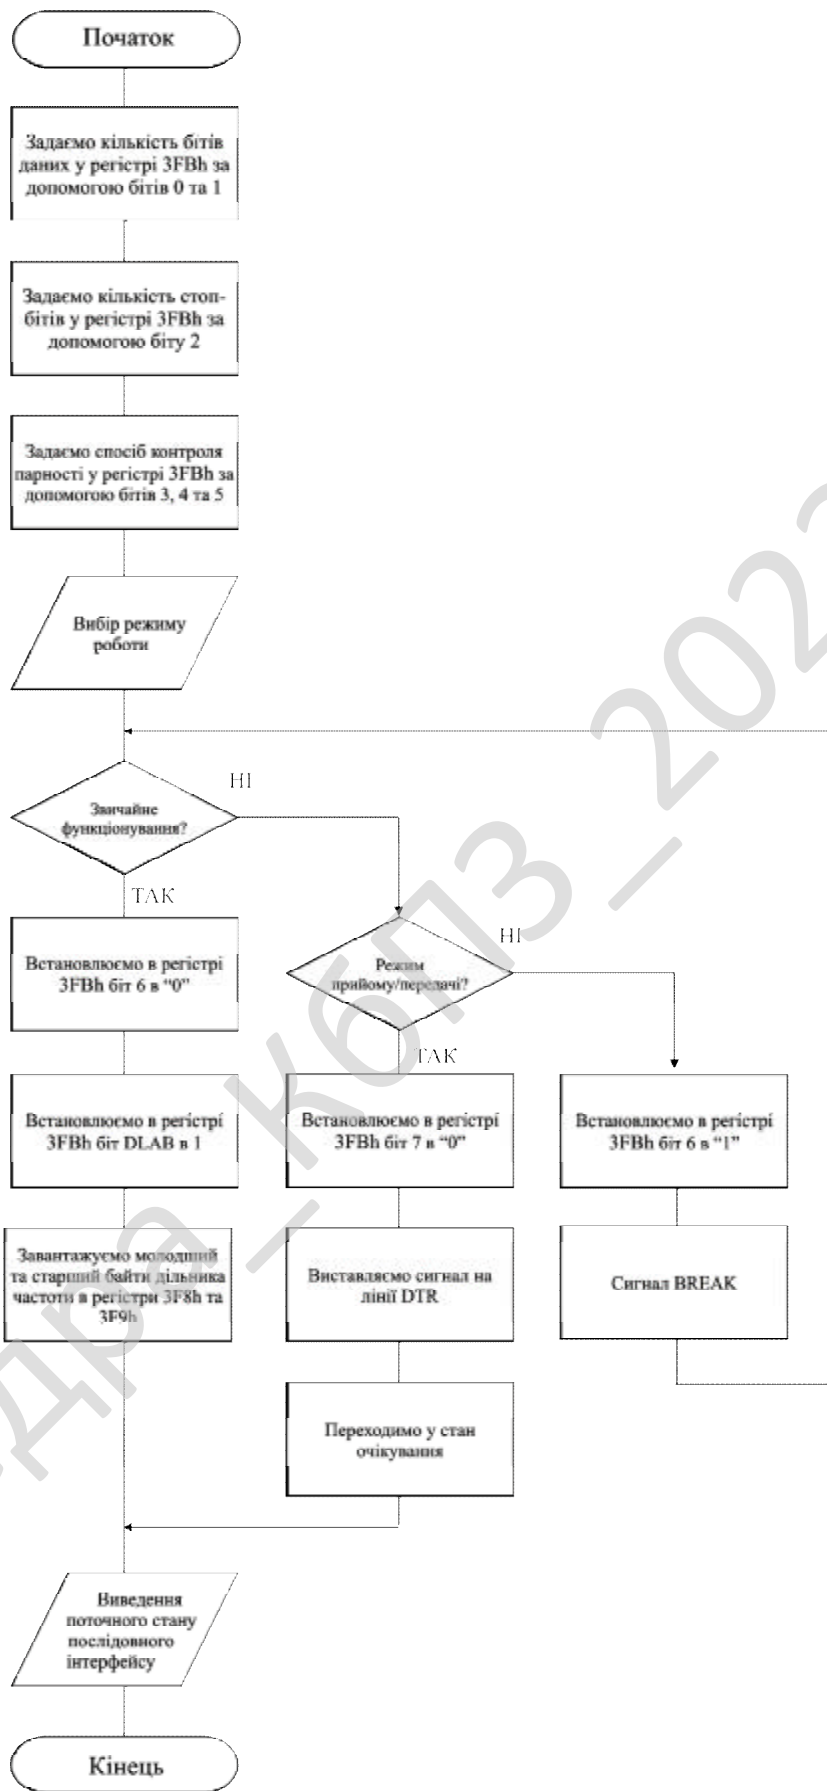 Початок
Задаємо кількість бітів
даних у регістрі 3FBh за
допомогою бітів 0 та 1
Задаємо кількість стоп-
бітів у регістрі 3FBh за
допомогою біту 2
Задаємо спосіб контроля
парності у регістрі 3FBh за
допомогою бітів 3, 4 та 5
Вибір режиму
роботи
Звичайне
функціонування?
НІ
ТАК
Встановлюємо в регістрі
3FBh біт 6 в “0”
Режим
прийому/передачі?
НІ
ТАК
Встановлюємо в регістрі
3FBh біт DLAB в 1
Встановлюємо в регістрі
3FBh біт 7 в “0”
Встановлюємо в регістрі
3FBh біт 6 в “1”
Завантажуємо молодший
та старший байти дільника
частоти в регістри 3F8h та
3F9h
Виставляємо сигнал на
лінії DTR
Сигнал BREAK
Переходимо у стан
очікування
Виведення
поточного стану
послідовного
інтерфейсу
Кінець